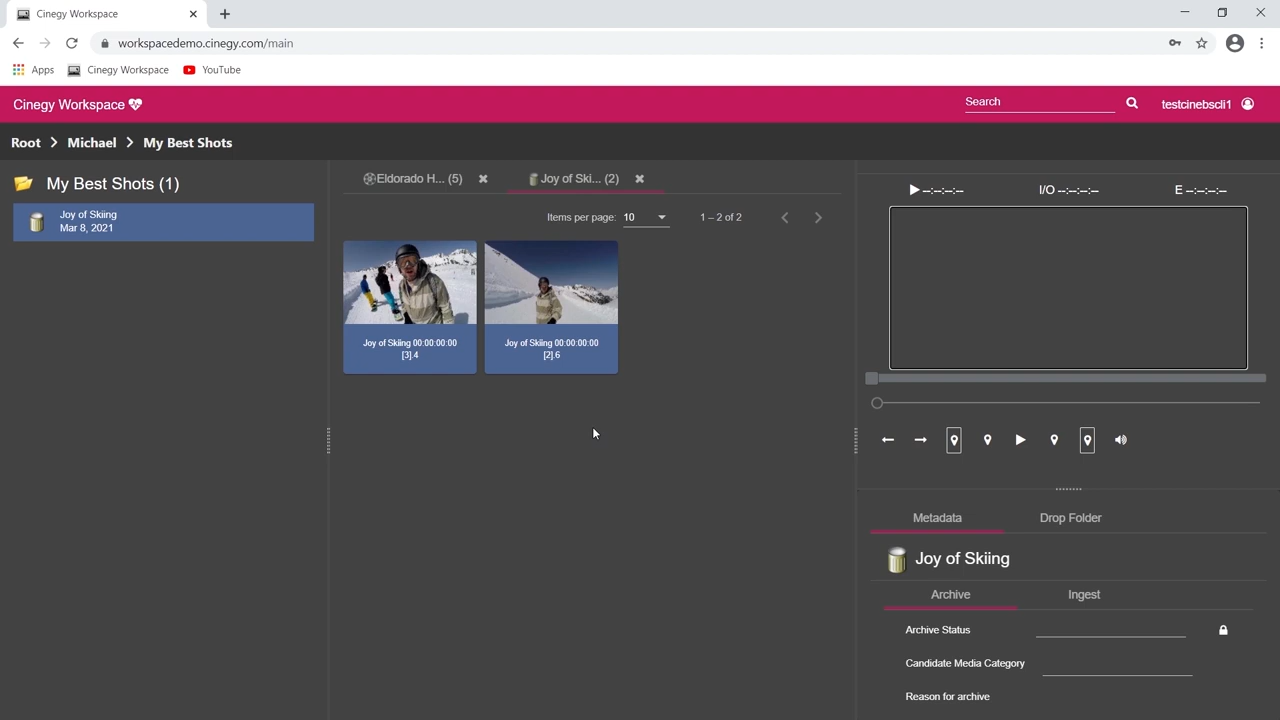 Cinegy Workspace
workspacedemo.cinegy.com/main
Apps Cinegy Workspace YouTube
Cinegy Workspace
Search
testcinebscli1
Root > Michael > My Best Shots
My Best Shots (1)
Joy of Skiing
Mar 8, 2021
Eldorado H... (5)
Joy of Ski... (2)
Items per page: 10
1 – 2 of 2
Joy of Skiing 00:00:00:00
[3].4
Joy of Skiing 00:00:00:00
[2].6
--:--:--:--
I/O --:--:--:--
E --:--:--:--
Metadata
Drop Folder
Joy of Skiing
Archive
Ingest
Archive Status
Candidate Media Category
Reason for archive